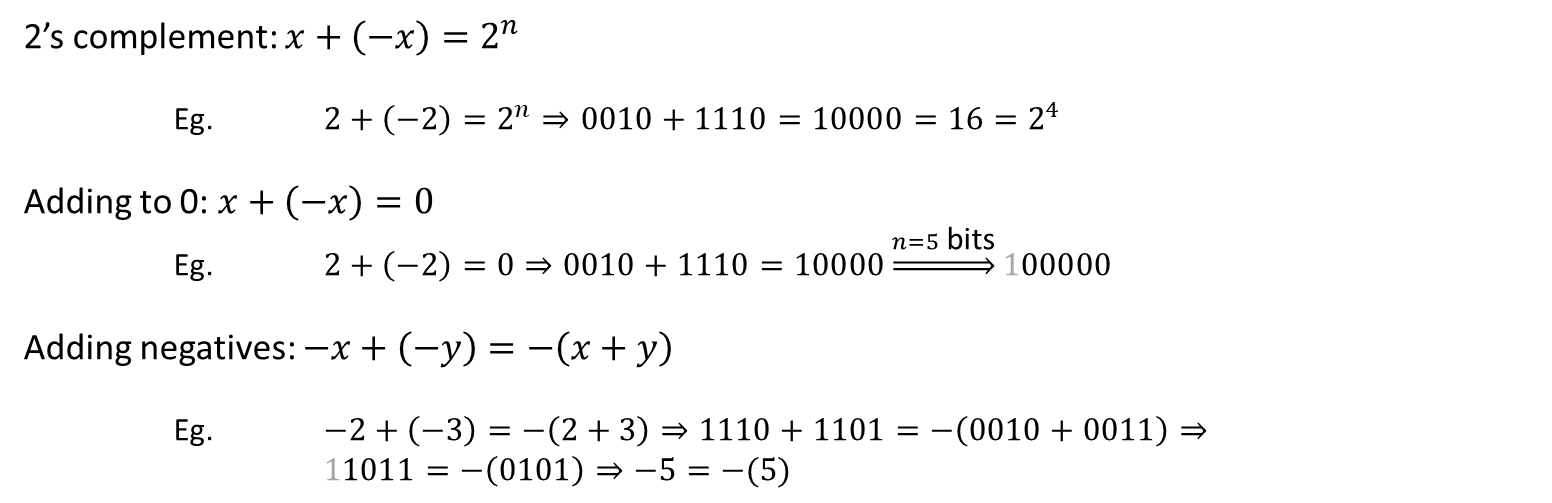 2's complement: x + (−x) = 2ⁿ
Eg. 2 + (−2) = 2ⁿ ⇒ 0010 + 1110 = 10000 = 16 = 2⁴
Adding to 0: x + (−x) = 0
n=5 bits
Eg. 2 + (−2) = 0 ⇒ 0010 + 1110 = 10000 ⟹ 100000
Adding negatives: −x + (−y) = −(x + y)
Eg. −2 + (−3) = −(2 + 3) ⇒ 1110 + 1101 = −(0010 + 0011) ⇒
11011 = −(0101) ⇒ −5 = −(5)